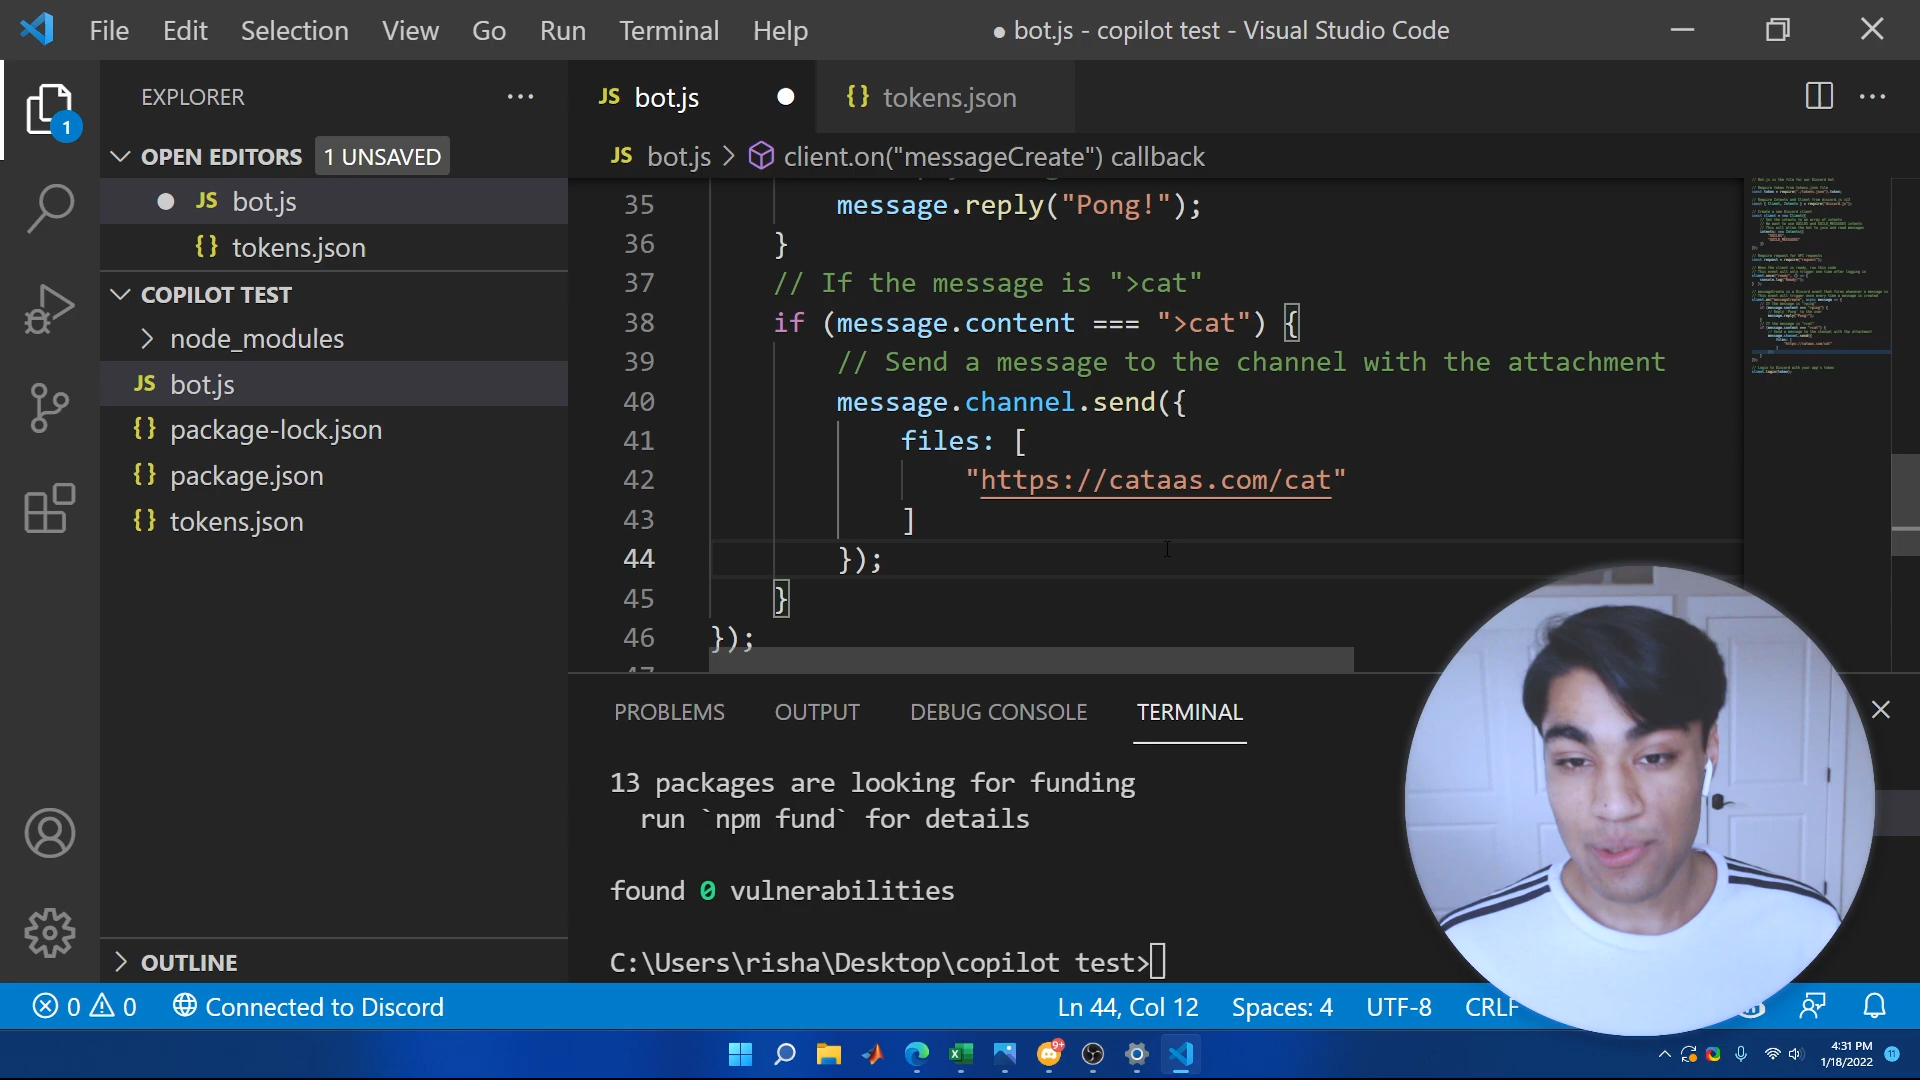 File Edit Selection View Go Run Terminal Help
● bot.js - copilot test - Visual Studio Code
EXPLORER
1
OPEN EDITORS 1 UNSAVED
JS bot.js
{} tokens.json
COPILOT TEST
node_modules
JS bot.js
{} package-lock.json
{} package.json
{} tokens.json
OUTLINE
JS bot.js
{} tokens.json
JS bot.js > client.on("messageCreate") callback
35 message.reply("Pong!");
36 }
37 // If the message is ">cat"
38 if (message.content === ">cat") {
39 // Send a message to the channel with the attachment
40 message.channel.send({
41 files: [
42 "https://cataas.com/cat"
43 ]
44 });
45 }
46 });
PROBLEMS OUTPUT DEBUG CONSOLE TERMINAL
13 packages are looking for funding
run `npm fund` for details
found 0 vulnerabilities
C:\Users\risha\Desktop\copilot test>
0 0 Connected to Discord
Ln 44, Col 12 Spaces: 4 UTF-8 CRLF
9+
4:31 PM
1/18/2022
11